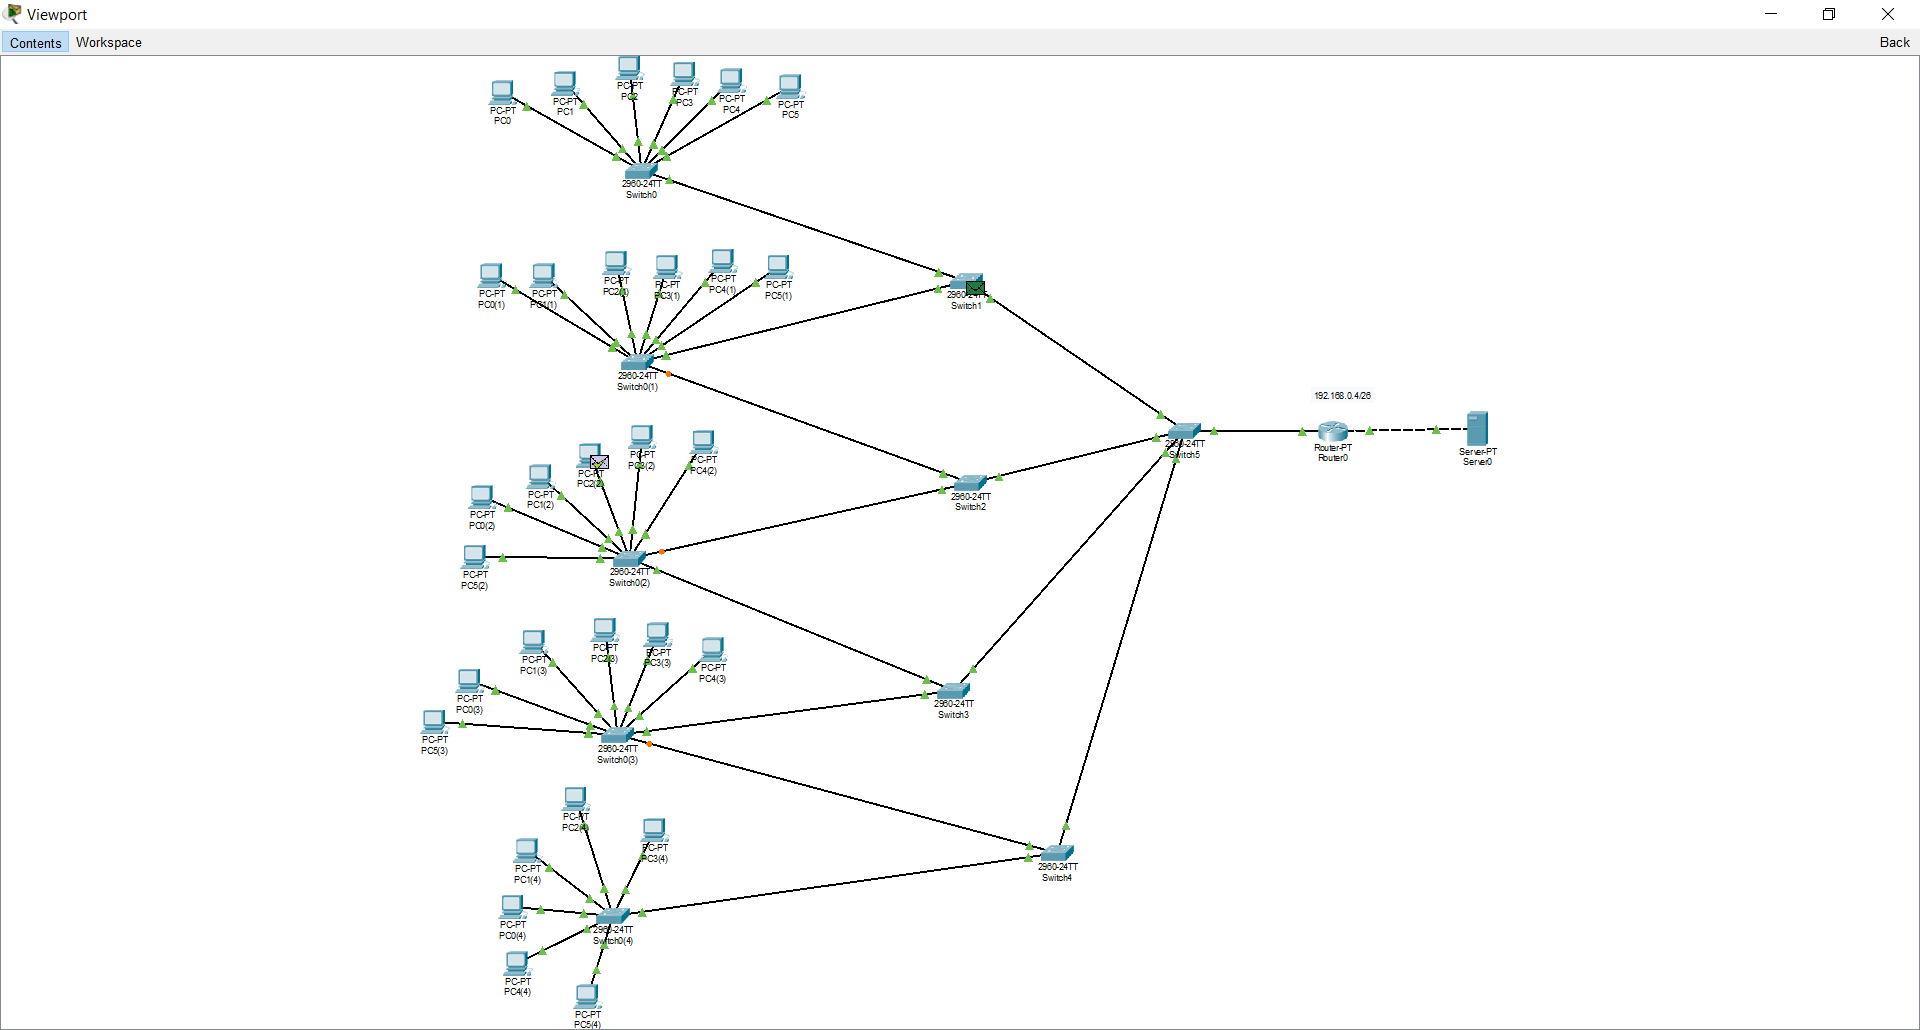 Viewport
Contents Workspace Back
PC-PT
PC0
PC-PT
PC1
PC-PT
PC2
PC-PT
PC3
PC-PT
PC4
PC-PT
PC5
2960-24TT
Switch0
PC-PT
PC0(1)
PC-PT
PC1(1)
PC-PT
PC2(1)
PC-PT
PC3(1)
PC-PT
PC4(1)
PC-PT
PC5(1)
2960-24TT
Switch1
2960-24TT
Switch0(1)
192.168.0.4/26
PC-PT
PC2(2)
PC-PT
PC3(2)
PC-PT
PC4(2)
2960-24TT
Switch5
Router-PT
Router0
Server-PT
Server0
PC-PT
PC0(2)
PC-PT
PC1(2)
2960-24TT
Switch2
PC-PT
PC5(2)
2960-24TT
Switch0(2)
PC-PT
PC1(3)
PC-PT
PC2(3)
PC-PT
PC3(3)
PC-PT
PC4(3)
PC-PT
PC0(3)
2960-24TT
Switch3
PC-PT
PC5(3)
2960-24TT
Switch0(3)
PC-PT
PC2(4)
PC-PT
PC3(4)
PC-PT
PC1(4)
2960-24TT
Switch4
PC-PT
PC0(4)
2960-24TT
Switch0(4)
PC-PT
PC4(4)
PC-PT
PC5(4)